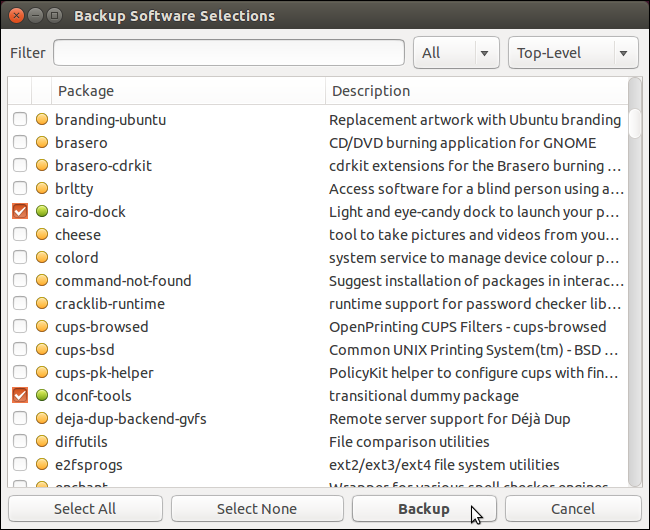 Backup Software Selections
Filter All Top-Level
Package Description
branding-ubuntu Replacement artwork with Ubuntu branding
brasero CD/DVD burning application for GNOME
brasero-cdrkit cdrkit extensions for the Brasero burning ...
brltty Access software for a blind person using a...
cairo-dock Light and eye-candy dock to launch your p...
cheese tool to take pictures and videos from you...
colord system service to manage device colour p...
command-not-found Suggest installation of packages in interac...
cracklib-runtime runtime support for password checker lib...
cups-browsed OpenPrinting CUPS Filters - cups-browsed
cups-bsd Common UNIX Printing System(tm) - BSD ...
cups-pk-helper PolicyKit helper to configure cups with fin...
dconf-tools transitional dummy package
deja-dup-backend-gvfs Remote server support for Déjà Dup
diffutils File comparison utilities
e2fsprogs ext2/ext3/ext4 file system utilities
enchant Wrapper for various spell checker engines
Select All Select None Backup Cancel